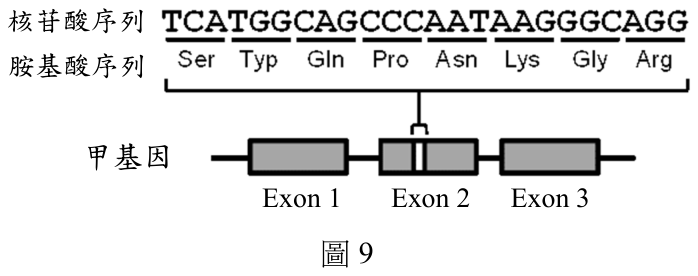 核苷酸序列 TCATGGCAGCCCAATAAGGGCAGG
胺基酸序列 Ser Typ Gln Pro Asn Lys Gly Arg
甲基因
Exon 1 Exon 2 Exon 3
圖 9